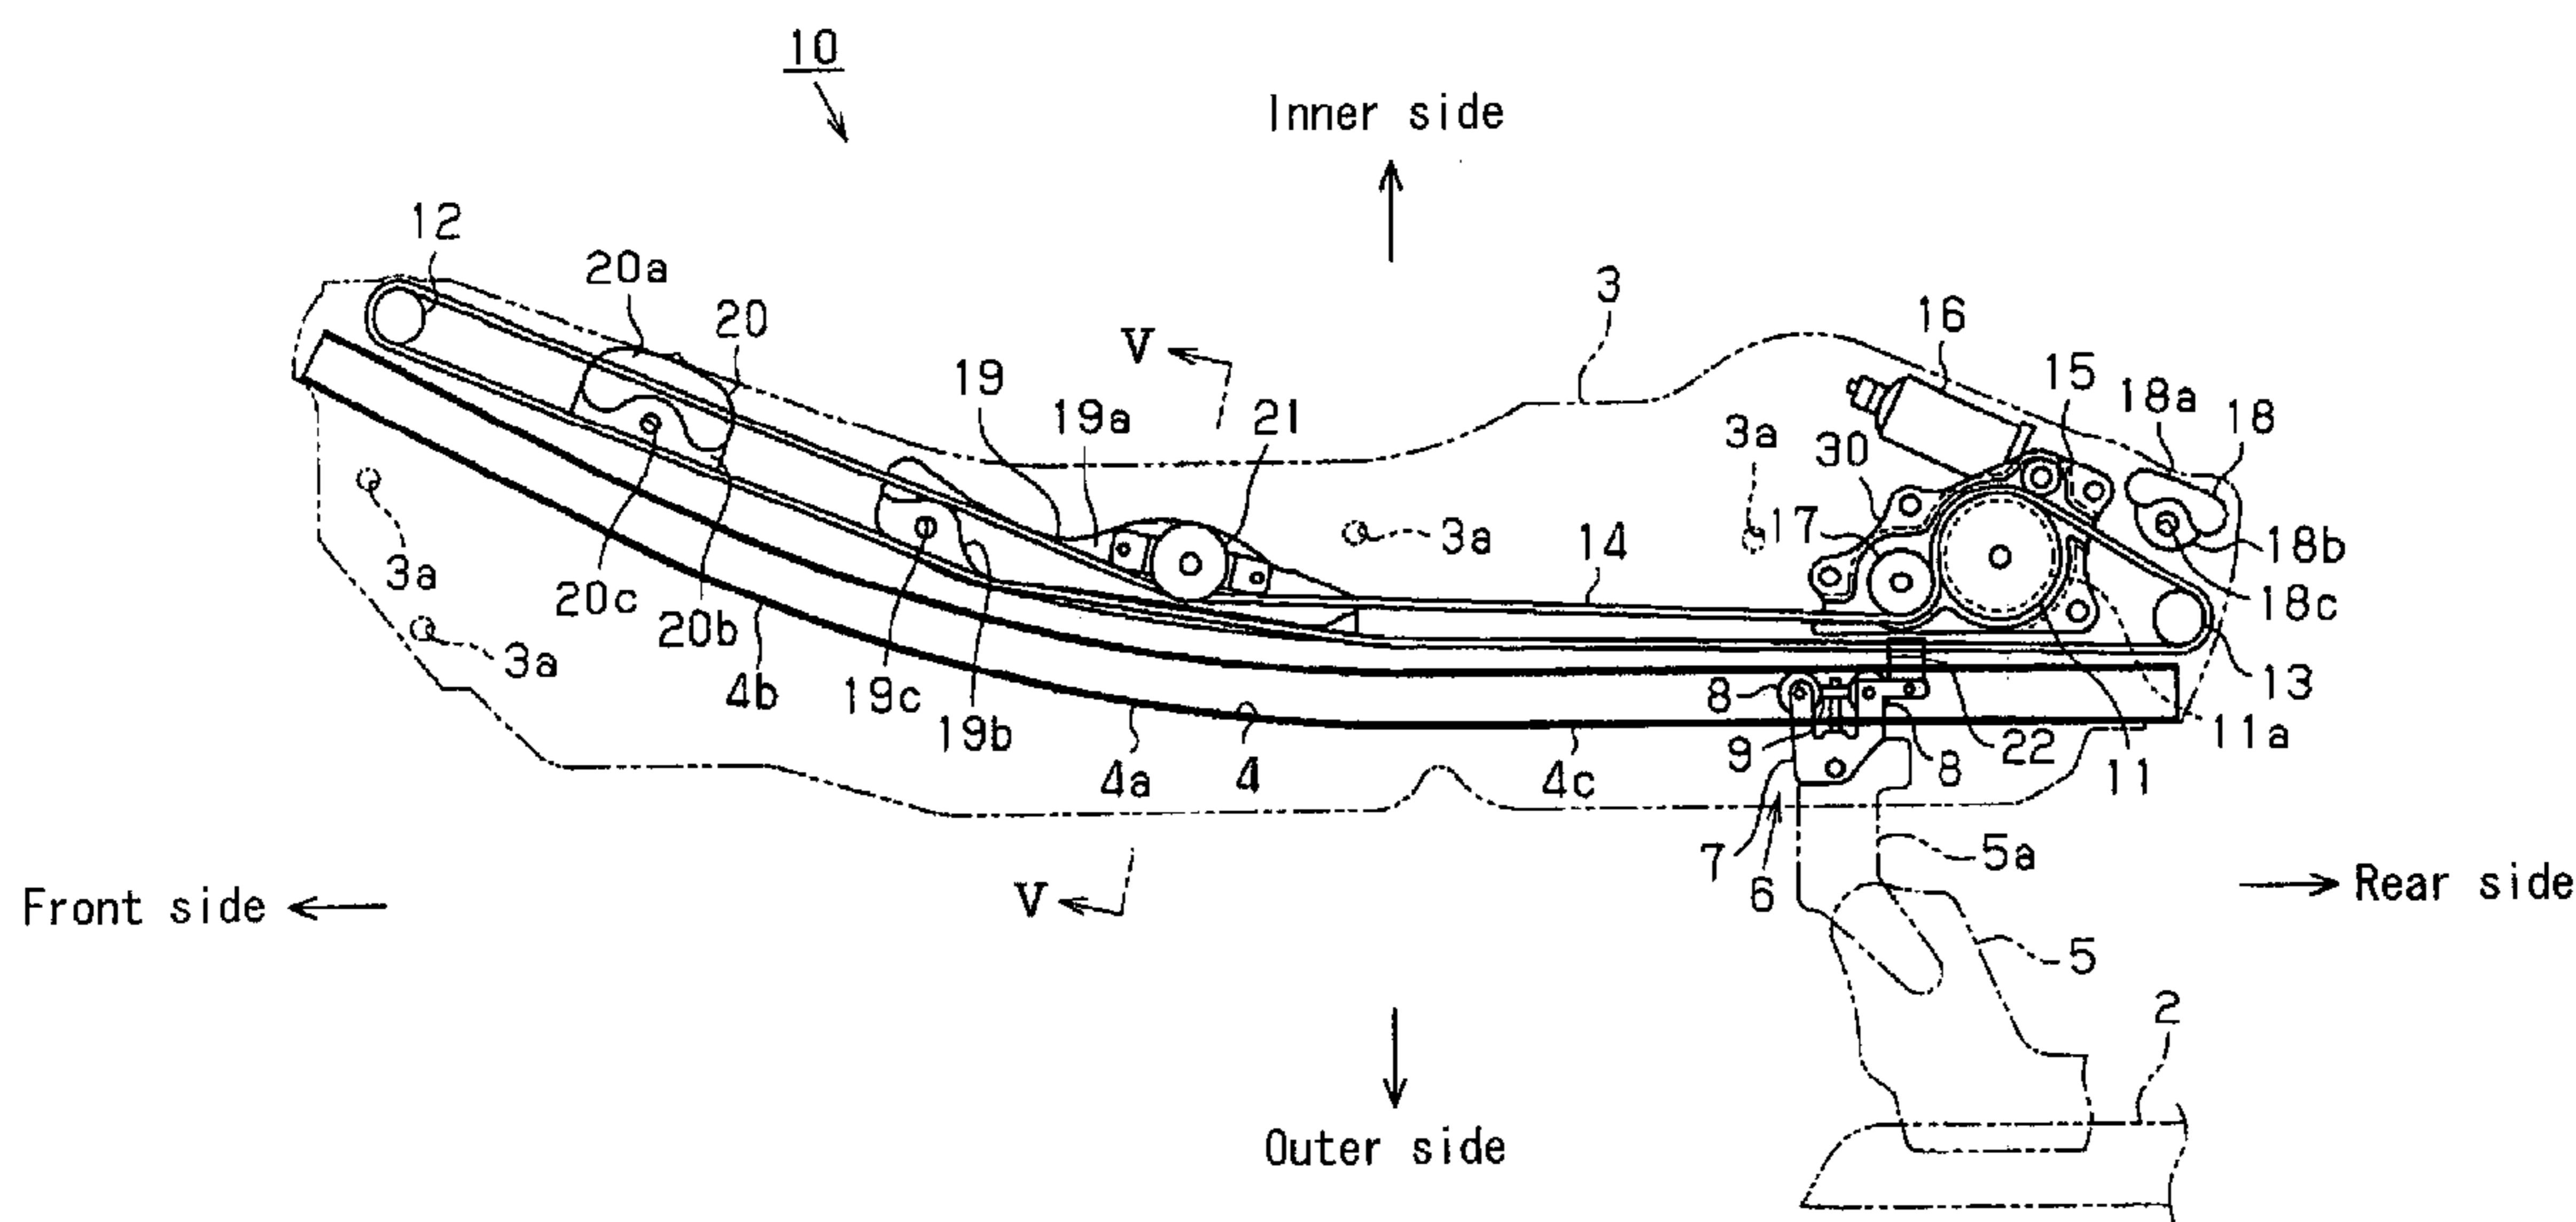 10
Inner side
12
20a
20
V
3
16
19
19a
21
15
18a
18
3a
30
17
3a
14
18b
18c
3a
3a
20c
20b
4b
19c
19b
4a
4
4c
8
9
7
6
8
22
11a
11
13
5a
Front side
V
Rear side
5
2
Outer side